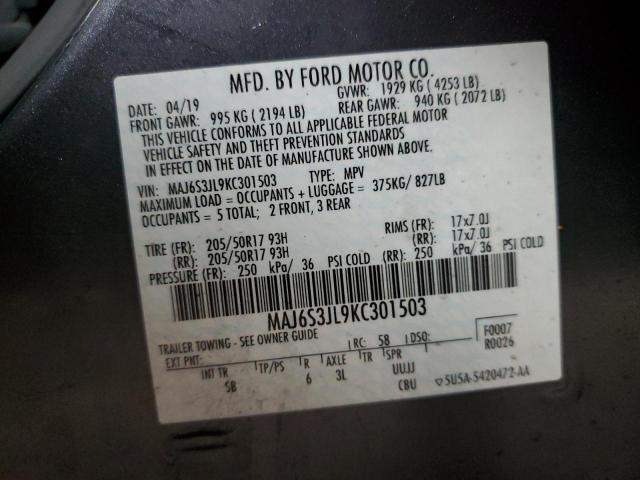 MFD. BY FORD MOTOR CO.
DATE: 04/19 GVWR: 1929 KG ( 4253 LB)
FRONT GAWR: 995 KG ( 2194 LB) REAR GAWR: 940 KG ( 2072 LB)
THIS VEHICLE CONFORMS TO ALL APPLICABLE FEDERAL MOTOR
VEHICLE SAFETY AND THEFT PREVENTION STANDARDS
IN EFFECT ON THE DATE OF MANUFACTURE SHOWN ABOVE.
VIN: MAJ6S3JL9KC301503 TYPE: MPV
MAXIMUM LOAD = OCCUPANTS + LUGGAGE = 375KG/ 827LB
OCCUPANTS = 5 TOTAL; 2 FRONT, 3 REAR
TIRE (FR): 205/50R17 93H RIMS (FR): 17x7.0J
(RR): 205/50R17 93H (RR): 17x7.0J
PRESSURE (FR): 250 kPa/ 36 PSI COLD (RR): 250 kPa/ 36 PSI COLD
MAJ6S3JL9KC301503
TRAILER TOWING - SEE OWNER GUIDE RC: 58 DSO: F0007
EXT PNT: R0026
INT TR TP/PS R AXLE TR SPR
SB 6 3L UUJJ
CBU ▽5U5A-5420472-AA